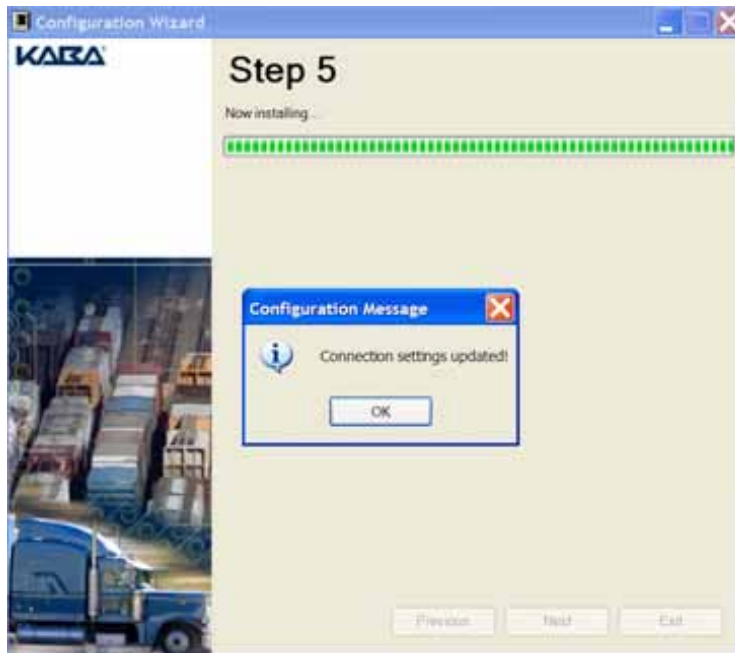 Configuration Wizard
KABA
Step 5
Now installing...
Configuration Message
Connection settings updated!
OK
Previous Next Exit